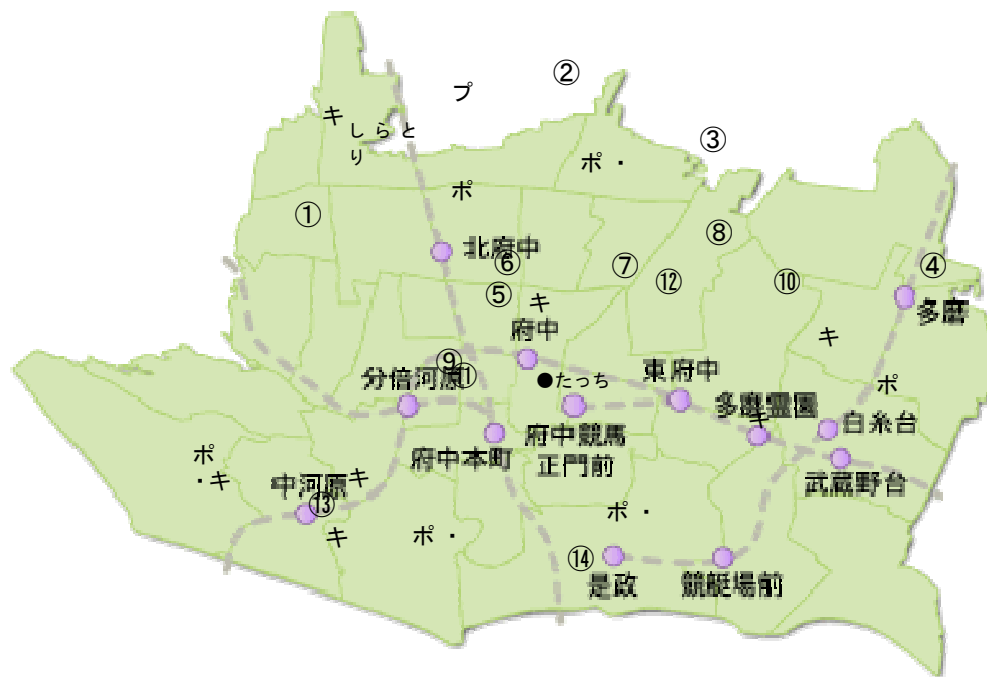 ②
プ
キ
しらと
り
③
ポ・
ポ
①
⑧
北府中
⑥
⑦
⑫
⑩
④
⑤
キ
多磨
府中
キ
⑨
①
分倍河原
●たっち
東府中
ポ
多磨霊園
キ
白糸台
府中本町
府中競馬
正門前
武蔵野台
ポ
・キ
中河原
キ
⑬
ポ・
キ
ポ・
⑭
是政
競艇場前